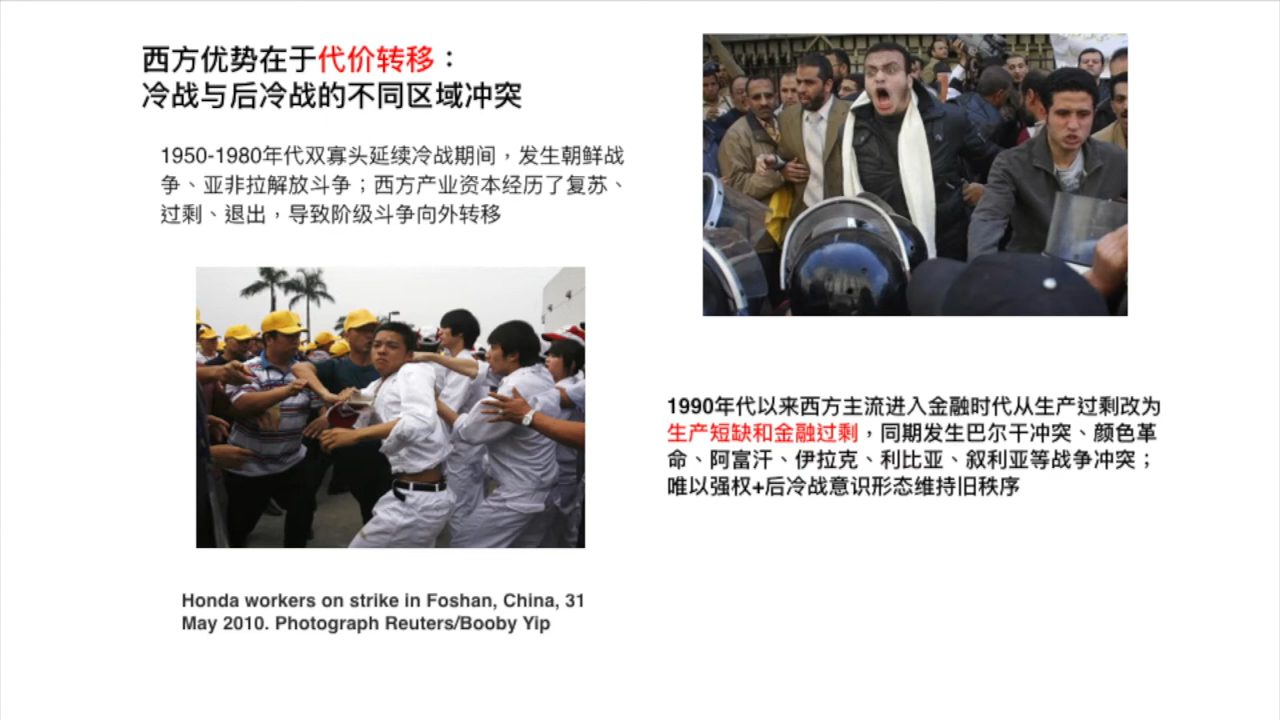 西方优势在于代价转移：
冷战与后冷战的不同区域冲突
1950-1980年代双寡头延续冷战期间，发生朝鲜战
争、亚非拉解放斗争；西方产业资本经历了复苏、
过剩、退出，导致阶级斗争向外转移
Honda workers on strike in Foshan, China, 31
May 2010. Photograph Reuters/Booby Yip
1990年代以来西方主流进入金融时代从生产过剩改为
生产短缺和金融过剩，同期发生巴尔干冲突、颜色革
命、阿富汗、伊拉克、利比亚、叙利亚等战争冲突；
唯以强权+后冷战意识形态维持旧秩序